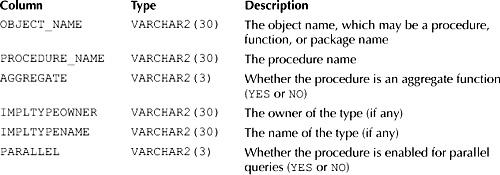 Column Type Description
OBJECT_NAME VARCHAR2(30) The object name, which may be a procedure,
function, or package name
PROCEDURE_NAME VARCHAR2(30) The procedure name
AGGREGATE VARCHAR2(3) Whether the procedure is an aggregate function
(YES or NO)
IMPLTYPEOWNER VARCHAR2(30) The owner of the type (if any)
IMPLTYPENAME VARCHAR2(30) The name of the type (if any)
PARALLEL VARCHAR2(3) Whether the procedure is enabled for parallel
queries (YES or NO)